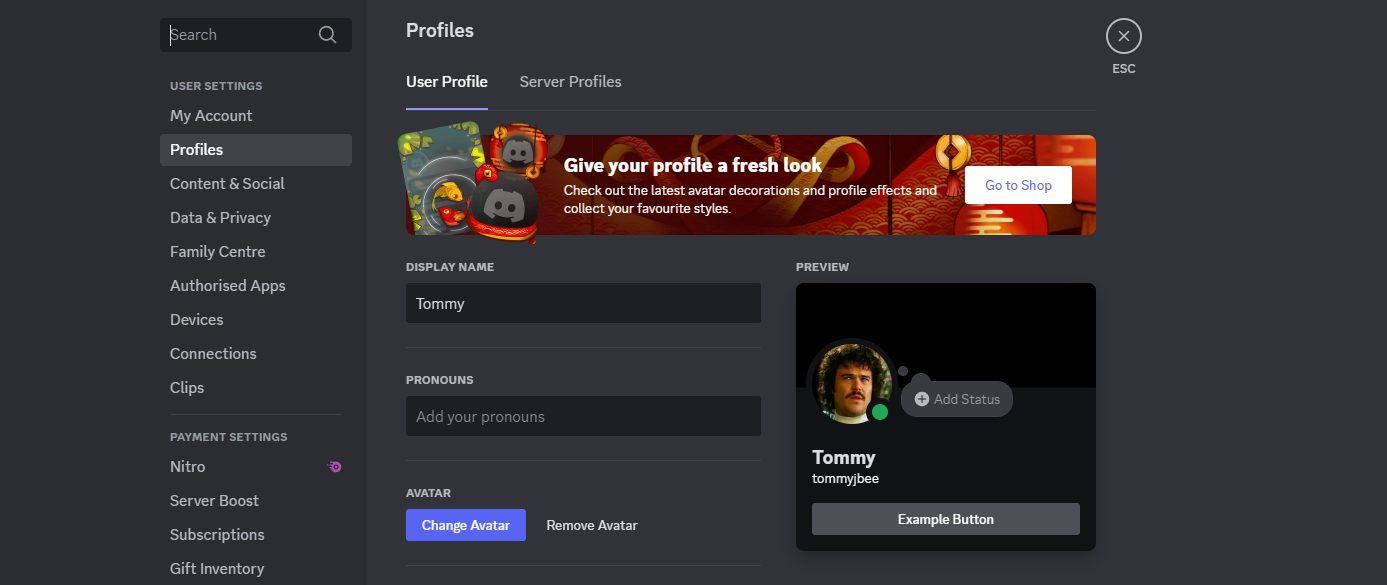 Search
USER SETTINGS
My Account
Profiles
Content & Social
Data & Privacy
Family Centre
Authorised Apps
Devices
Connections
Clips
PAYMENT SETTINGS
Nitro
Server Boost
Subscriptions
Gift Inventory
Profiles
ESC
User Profile
Server Profiles
Give your profile a fresh look
Check out the latest avatar decorations and profile effects and
collect your favourite styles.
Go to Shop
DISPLAY NAME
Tommy
PRONOUNS
Add your pronouns
AVATAR
Change Avatar
Remove Avatar
PREVIEW
Add Status
Tommy
tommyjbee
Example Button